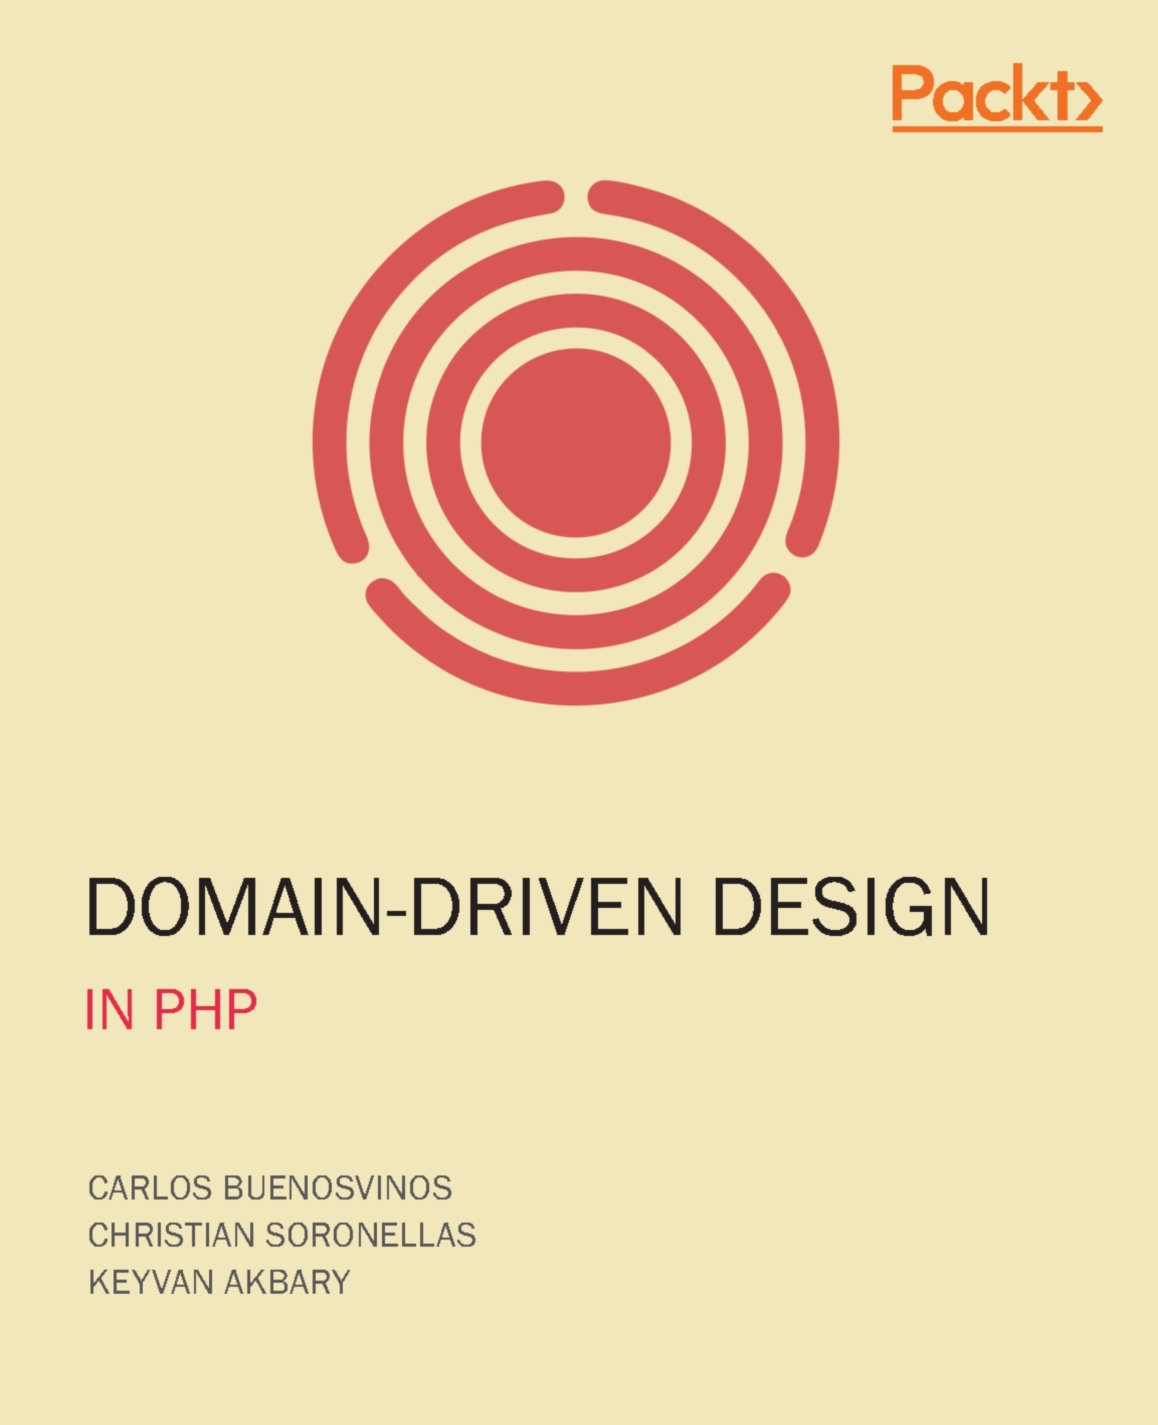 Packt>
DOMAIN-DRIVEN DESIGN
IN PHP
CARLOS BUENOSVINOS
CHRISTIAN SORONELLAS
KEYVAN AKBARY